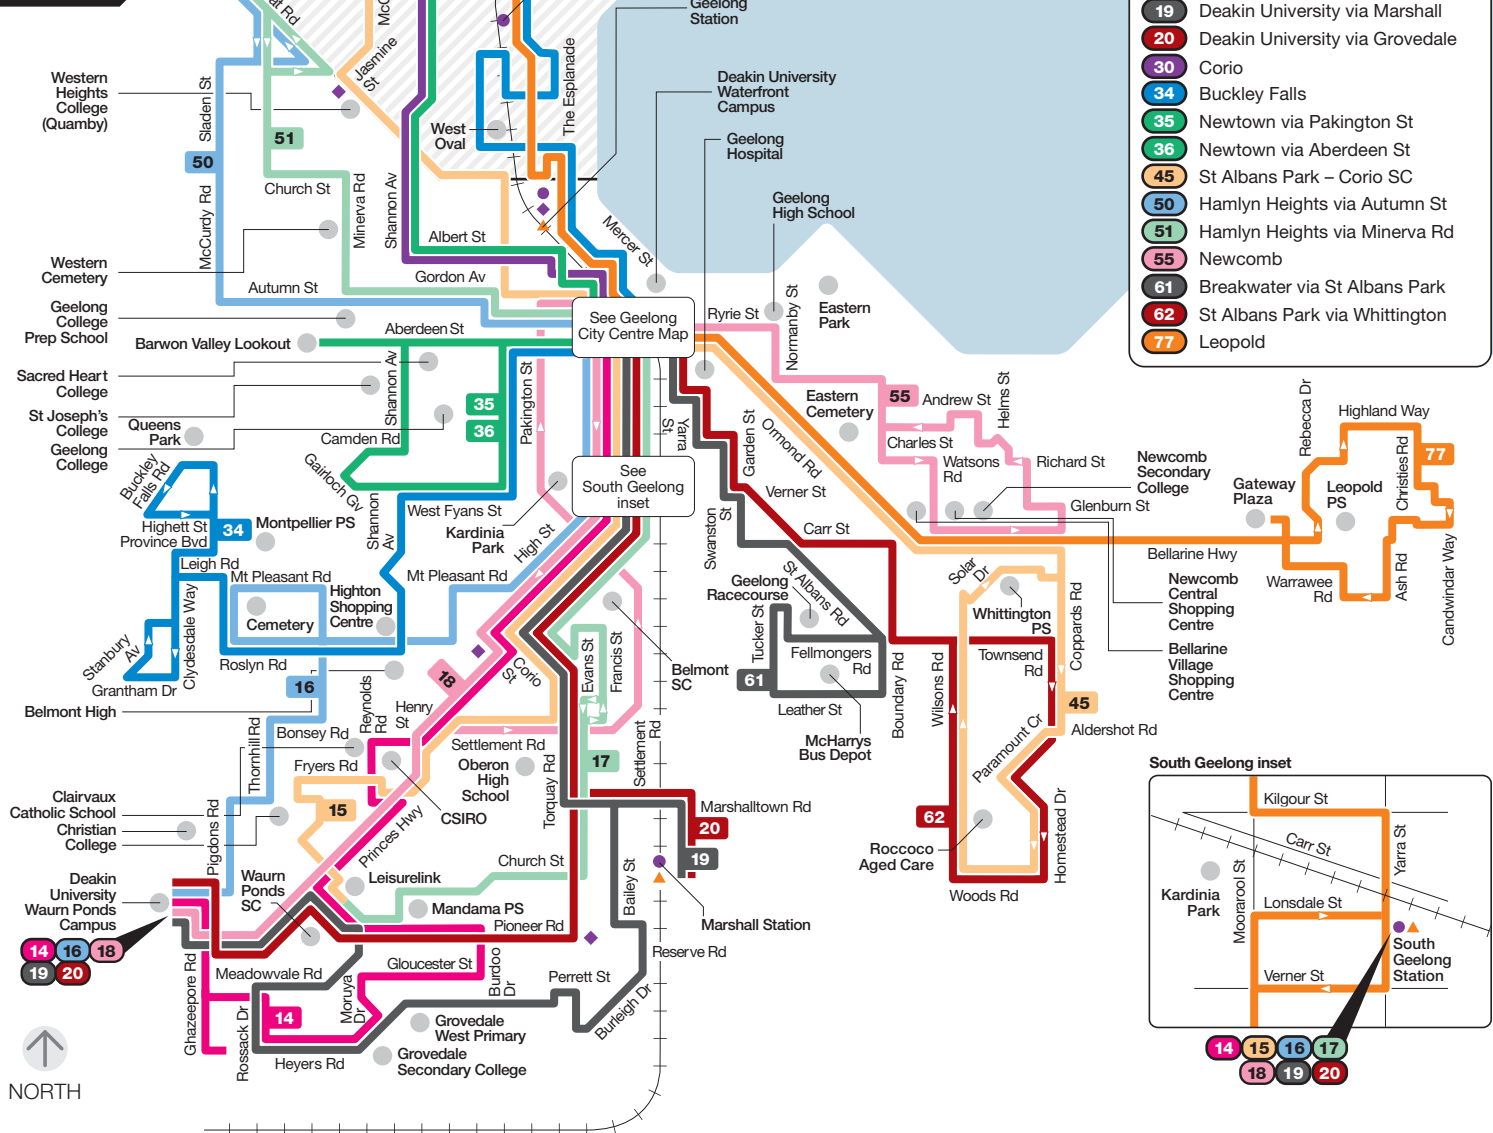 at Rd
McC
Jasmine
St
Western
Heights
College
(Quamby)
Sladen St
50
51
McCurdy Rd
Church St
Minerva Rd
Shannon Av
West
Oval
The Esplanade
Geelong
Station
Deakin University
Waterfront
Campus
Geelong
Hospital
Geelong
High School
Mercer St
Albert St
Gordon Av
Western
Cemetery
Autumn St
Geelong
College
Prep School
Aberdeen St
Barwon Valley Lookout
See Geelong
City Centre Map
Ryrie St
Normanby St
Eastern
Park
19 Deakin University via Marshall
20 Deakin University via Grovedale
30 Corio
34 Buckley Falls
35 Newtown via Pakington St
36 Newtown via Aberdeen St
45 St Albans Park – Corio SC
50 Hamlyn Heights via Autumn St
51 Hamlyn Heights via Minerva Rd
55 Newcomb
61 Breakwater via St Albans Park
62 St Albans Park via Whittington
77 Leopold
Sacred Heart
College
St Joseph's
College
Queens
Park
Geelong
College
Shannon Av
Camden Rd
Gairloch Gv
35
36
Pakington St
Buckley
Falls Rd
Highett St
Province Bvd
34
Montpellier PS
Shannon
Av
West Fyans St
Kardinia
Park
High St
See
South Geelong
inset
Yarra
St
Garden St
Ormond Rd
Verner St
Carr St
Swanston
St
Eastern
Cemetery
55
Andrew St
Helms St
Charles St
Watsons
Rd
Richard St
Glenburn St
Newcomb
Secondary
College
Rebecca Dr
Highland Way
Christies Rd
77
Gateway
Plaza
Leopold
PS
Bellarine Hwy
Warrawee
Rd
Ash Rd
Candwindar Way
Leigh Rd
Mt Pleasant Rd
Mt Pleasant Rd
Cemetery
Highton
Shopping
Centre
Clydesdale Way
Stanbury
Av
Grantham Dr
Roslyn Rd
Belmont High
16
Geelong
Racecourse
St Albans Rd
Tucker St
Fellmongers
Rd
61
Leather St
McHarrys
Bus Depot
Boundary Rd
Solar
Dr
Whittington
PS
Coppards Rd
Townsend
Rd
Wilsons Rd
45
Aldershot Rd
Paramount Cr
62
Roccoco
Aged Care
Homestead Dr
Woods Rd
Newcomb
Central
Shopping
Centre
Bellarine
Village
Shopping
Centre
Evans St
Francis St
Belmont
SC
Corio
St
18
Henry
St
Reynolds
Rd
Thornhill Rd
Bonsey Rd
Fryers Rd
15
Settlement Rd
Oberon
High
School
Torquay Rd
17
Settlement
Rd
Marshalltown Rd
20
19
CSIRO
Princes Hwy
Clairvaux
Catholic School
Christian
College
Pigdons Rd
Deakin
University
Waurn Ponds
Campus
14 16 18
19 20
Waurn
Ponds
SC
Leisurelink
Church St
Mandama PS
Pioneer Rd
Bailey St
Marshall Station
Reserve Rd
Meadowvale Rd
Gloucester St
Burdoo
Dr
Perrett St
Burleigh Dr
Moruya
Dr
Ghazeepore Rd
Rossack Dr
14
Heyers Rd
Grovedale
West Primary
Grovedale
Secondary College
NORTH
South Geelong inset
Kilgour St
Carr St
Yarra St
Kardinia
Park
Moorarool St
Lonsdale St
Verner St
South
Geelong
Station
14 15 16 17
18 19 20